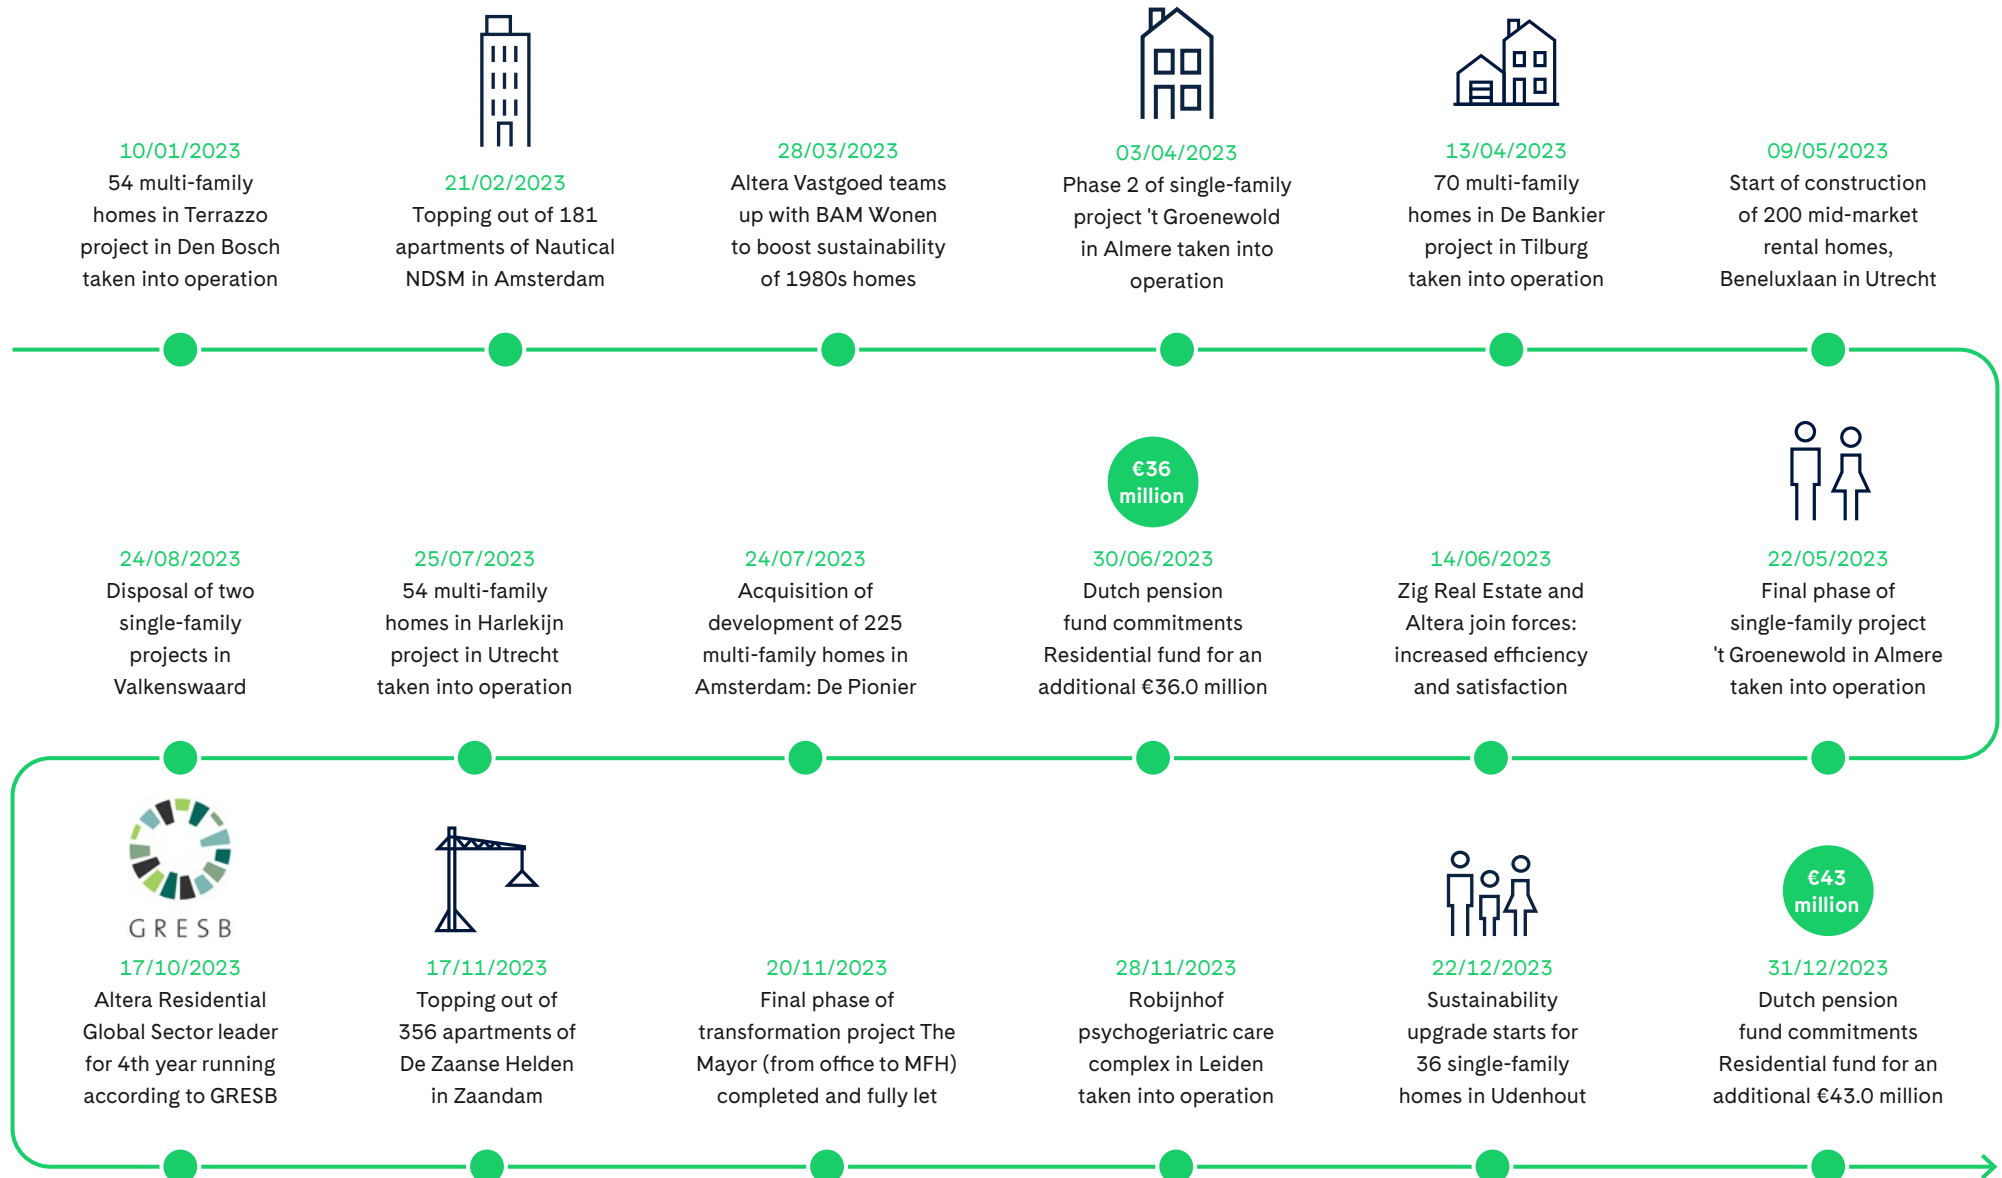 10/01/2023
54 multi-family
homes in Terrazzo
project in Den Bosch
taken into operation
21/02/2023
Topping out of 181
apartments of Nautical
NDSM in Amsterdam
28/03/2023
Altera Vastgoed teams
up with BAM Wonen
to boost sustainability
of 1980s homes
03/04/2023
Phase 2 of single-family
project 't Groenewold
in Almere taken into
operation
13/04/2023
70 multi-family
homes in De Bankier
project in Tilburg
taken into operation
09/05/2023
Start of construction
of 200 mid-market
rental homes,
Beneluxlaan in Utrecht
22/05/2023
Final phase of
single-family project
't Groenewold in Almere
taken into operation
14/06/2023
Zig Real Estate and
Altera join forces:
increased efficiency
and satisfaction
€36
million
30/06/2023
Dutch pension
fund commitments
Residential fund for an
additional €36.0 million
24/07/2023
Acquisition of
development of 225
multi-family homes in
Amsterdam: De Pionier
25/07/2023
54 multi-family
homes in Harlekijn
project in Utrecht
taken into operation
24/08/2023
Disposal of two
single-family
projects in
Valkenswaard
GRESB
17/10/2023
Altera Residential
Global Sector leader
for 4th year running
according to GRESB
17/11/2023
Topping out of
356 apartments of
De Zaanse Helden
in Zaandam
20/11/2023
Final phase of
transformation project The
Mayor (from office to MFH)
completed and fully let
28/11/2023
Robijnhof
psychogeriatric care
complex in Leiden
taken into operation
22/12/2023
Sustainability
upgrade starts for
36 single-family
homes in Udenhout
€43
million
31/12/2023
Dutch pension
fund commitments
Residential fund for an
additional €43.0 million